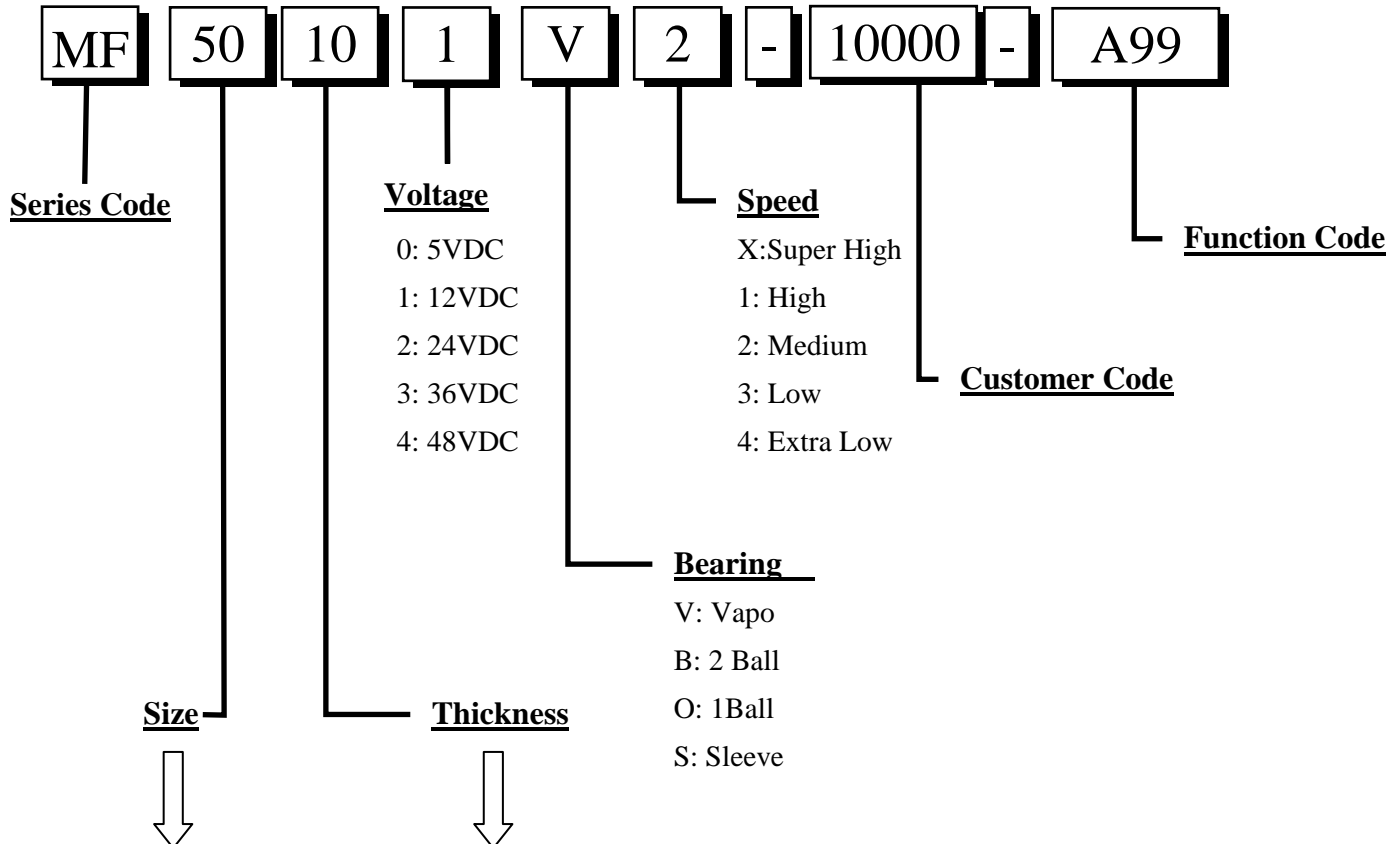 MF 50 10 1 V 2 - 10000 - A99
Series Code
Voltage
0: 5VDC
1: 12VDC
2: 24VDC
3: 36VDC
4: 48VDC
Speed
X:Super High
1: High
2: Medium
3: Low
4: Extra Low
Function Code
Customer Code
Bearing
V: Vapo
B: 2 Ball
O: 1Ball
S: Sleeve
Size
Thickness